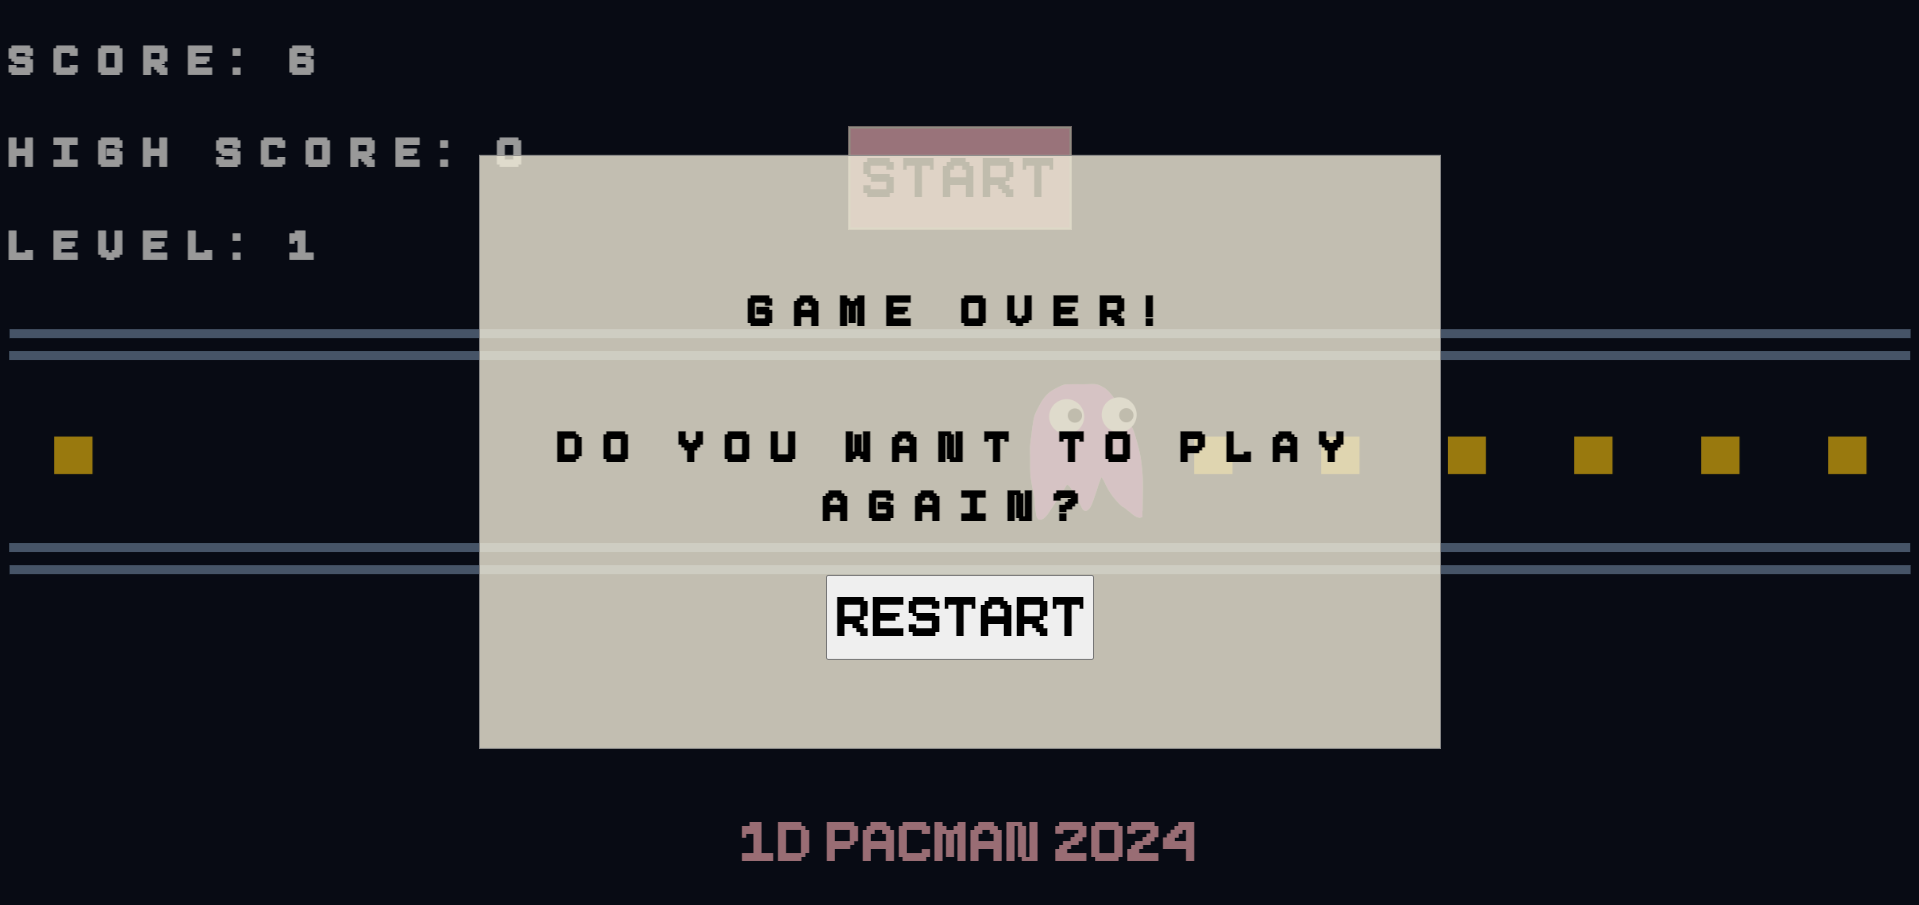 SCORE: 6
HIGH SCORE: 0
LEVEL: 1
START
GAME OVER!
DO YOU WANT TO PLAY
AGAIN?
RESTART
1D PACMAN 2024